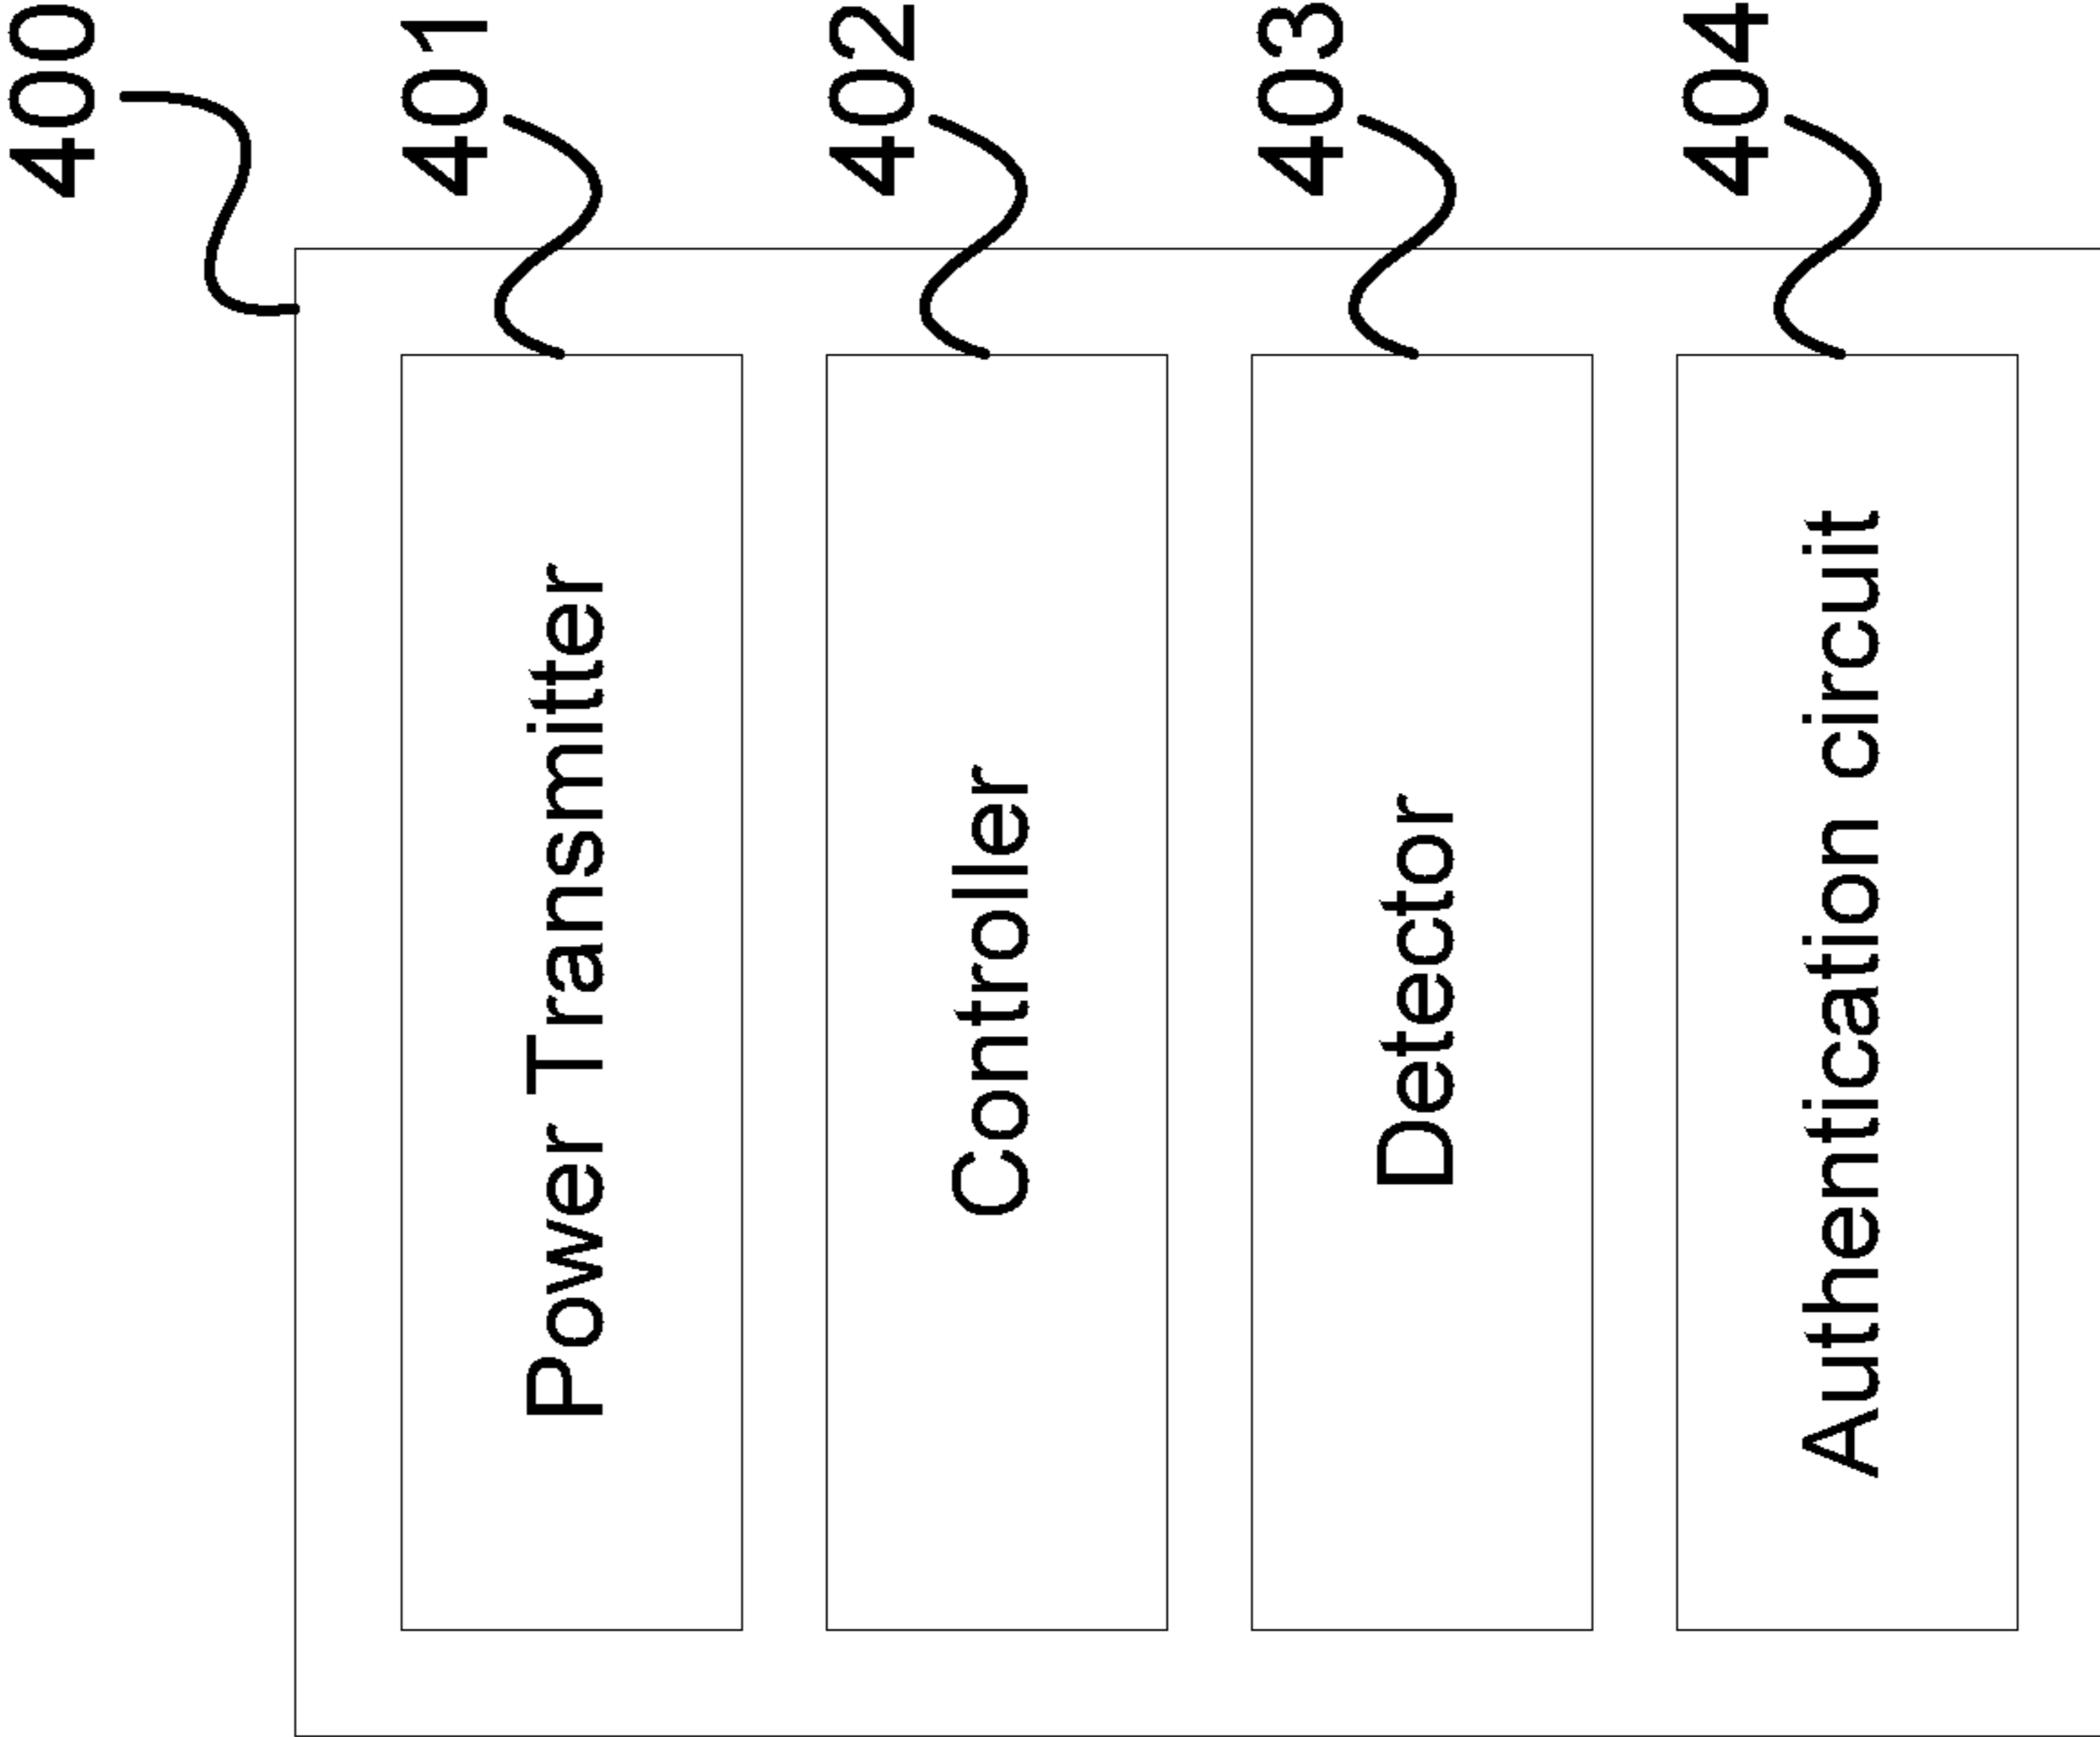 400
Power Transmitter 401
Controller 402
Detector 403
Authentication circuit 404